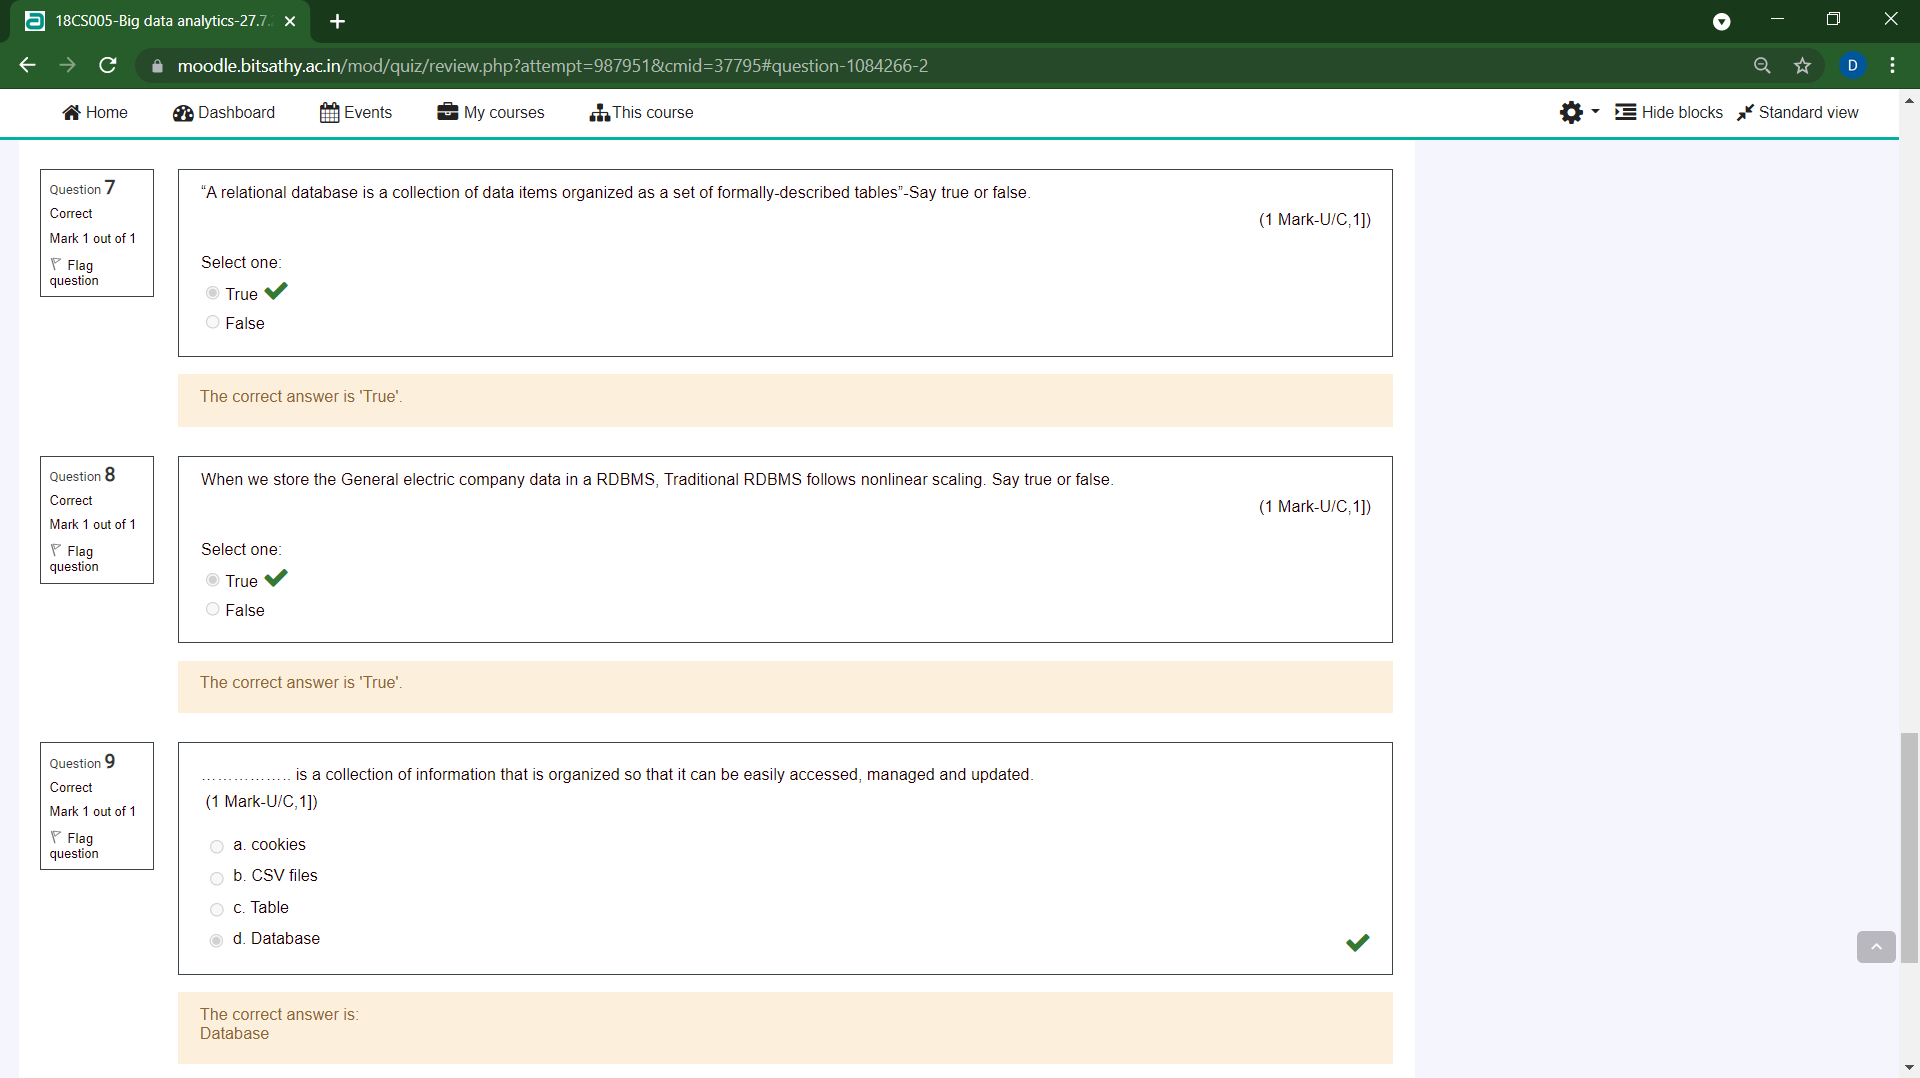 18CS005-Big data analytics-27.7.
moodle.bitsathy.ac.in/mod/quiz/review.php?attempt=987951&cmid=37795#question-1084266-2
D
Home
Dashboard
Events
My courses
This course
Hide blocks
Standard view
Question 7
Correct
Mark 1 out of 1
Flag
question
“A relational database is a collection of data items organized as a set of formally-described tables”-Say true or false.
(1 Mark-U/C,1])
Select one:
True
False
The correct answer is 'True'.
Question 8
Correct
Mark 1 out of 1
Flag
question
When we store the General electric company data in a RDBMS, Traditional RDBMS follows nonlinear scaling. Say true or false.
(1 Mark-U/C,1])
Select one:
True
False
The correct answer is 'True'.
Question 9
Correct
Mark 1 out of 1
Flag
question
…………….. is a collection of information that is organized so that it can be easily accessed, managed and updated.
(1 Mark-U/C,1])
a. cookies
b. CSV files
c. Table
d. Database
The correct answer is:
Database